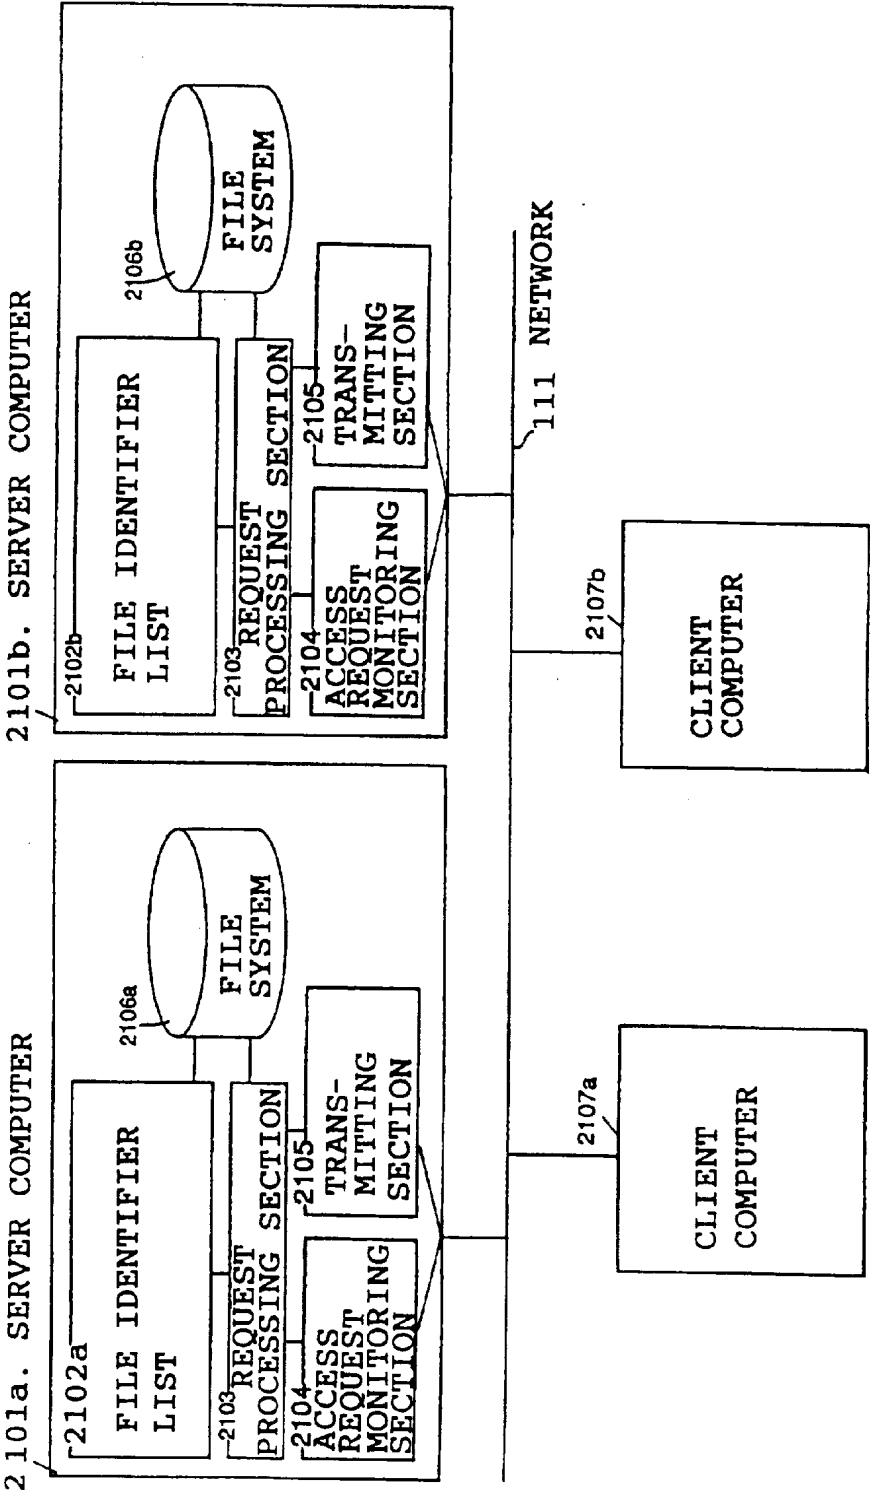 2101a. SERVER COMPUTER
2102a
FILE IDENTIFIER
LIST
2106a
FILE
SYSTEM
2103
REQUEST
PROCESSING SECTION
2104
ACCESS
REQUEST
MONITORING
SECTION
2105
TRANS-
MITTING
SECTION
2101b. SERVER COMPUTER
2102b
FILE IDENTIFIER
LIST
2106b
FILE
SYSTEM
2103
REQUEST
PROCESSING SECTION
2104
ACCESS
REQUEST
MONITORING
SECTION
2105
TRANS-
MITTING
SECTION
111 NETWORK
2107a
CLIENT
COMPUTER
2107b
CLIENT
COMPUTER